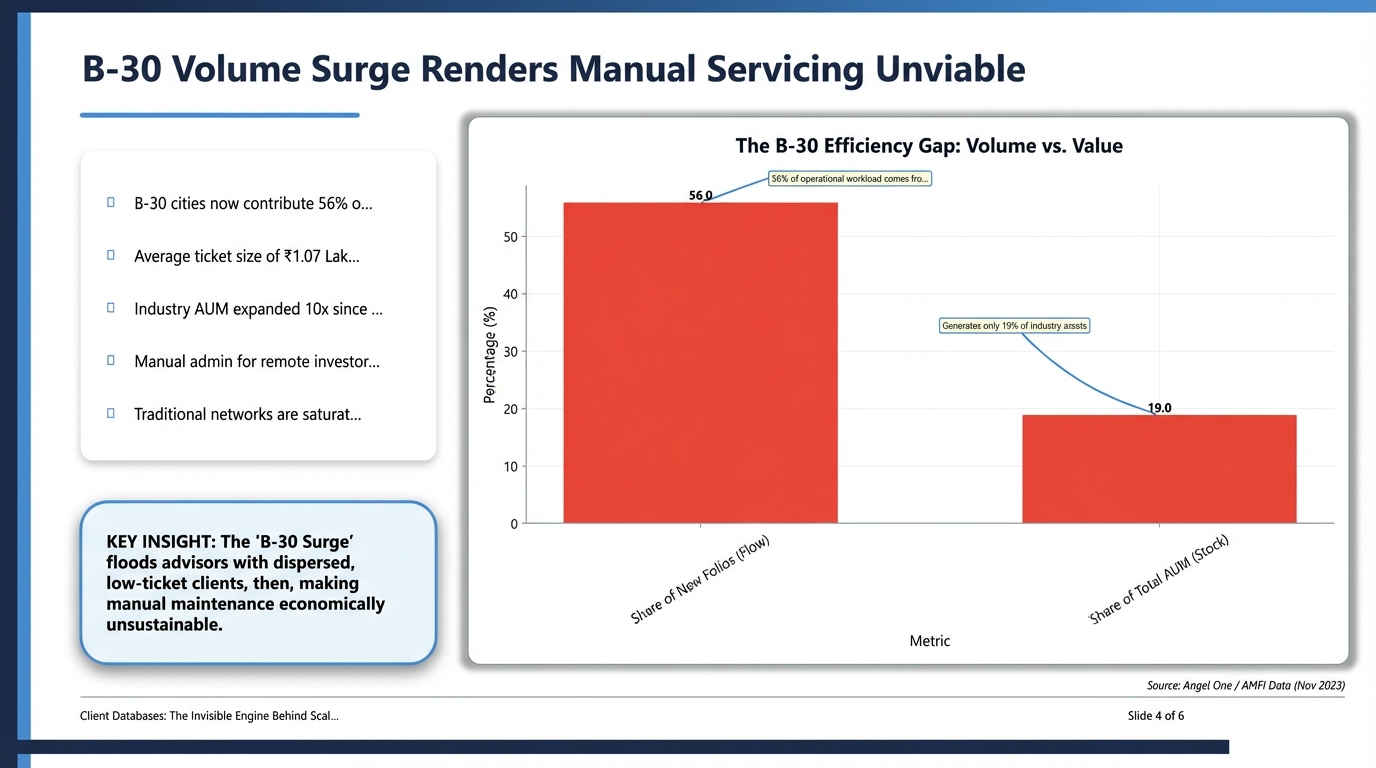 B-30 Volume Surge Renders Manual Servicing Unviable
B-30 cities now contribute 56% o...
Average ticket size of ₹1.07 Lak...
Industry AUM expanded 10x since ...
Manual admin for remote investor...
Traditional networks are saturat...
KEY INSIGHT: The 'B-30 Surge'
floods advisors with dispersed,
low-ticket clients, then, making
manual maintenance economically
unsustainable.
The B-30 Efficiency Gap: Volume vs. Value
56% of operational workload comes fro...
56.0
Generates only 19% of industry assets
19.0
Percentage (%)
50
40
30
20
10
0
Share of New Folios (Flow)
Share of Total AUM (Stock)
Metric
Source: Angel One / AMFI Data (Nov 2023)
Client Databases: The Invisible Engine Behind Scal...
Slide 4 of 6